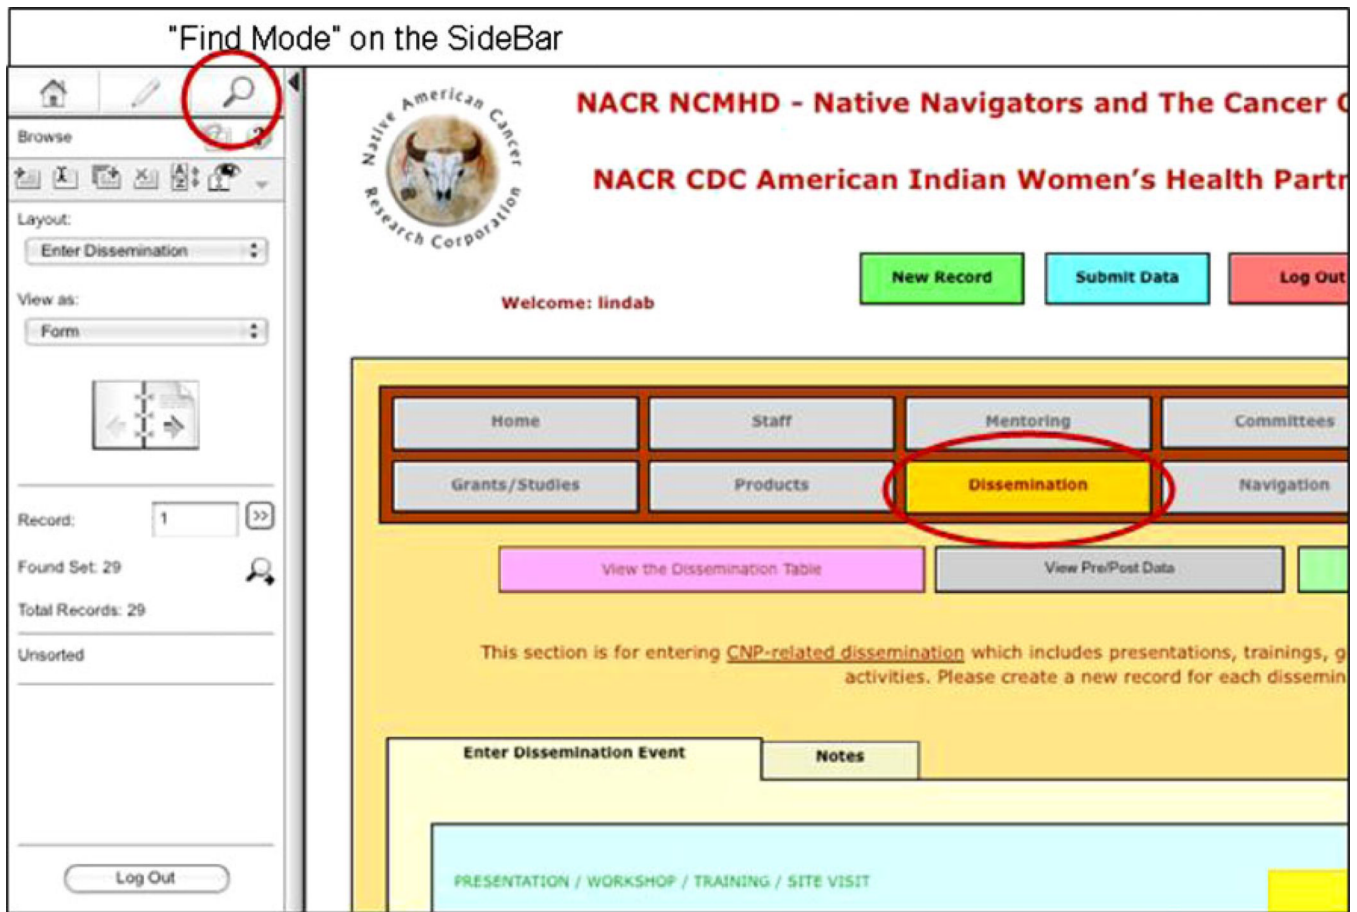 "Find Mode" on the SideBar
Browse
Layout:
Enter Dissemination
View as:
Form
Record: 1
Found Set: 29
Total Records: 29
Unsorted
Log Out
Native American Cancer
Research Corporation
NACR NCMHD - Native Navigators and The Cancer C
NACR CDC American Indian Women's Health Partr
New Record Submit Data Log Out
Welcome: lindab
Home Staff Mentoring Committees
Grants/Studies Products Dissemination Navigation
View the Dissemination Table View Pre/Post Data
This section is for entering CNP-related dissemination which includes presentations, trainings, g
activities. Please create a new record for each dissemin
Enter Dissemination Event Notes
PRESENTATION / WORKSHOP / TRAINING / SITE VISIT